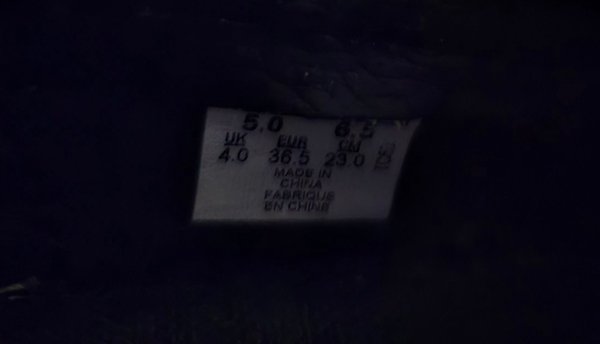 5.0 6.5
UK EUR CM
4.0 36.5 23.0
MADE IN
CHINA
FABRIQUE
EN CHINE